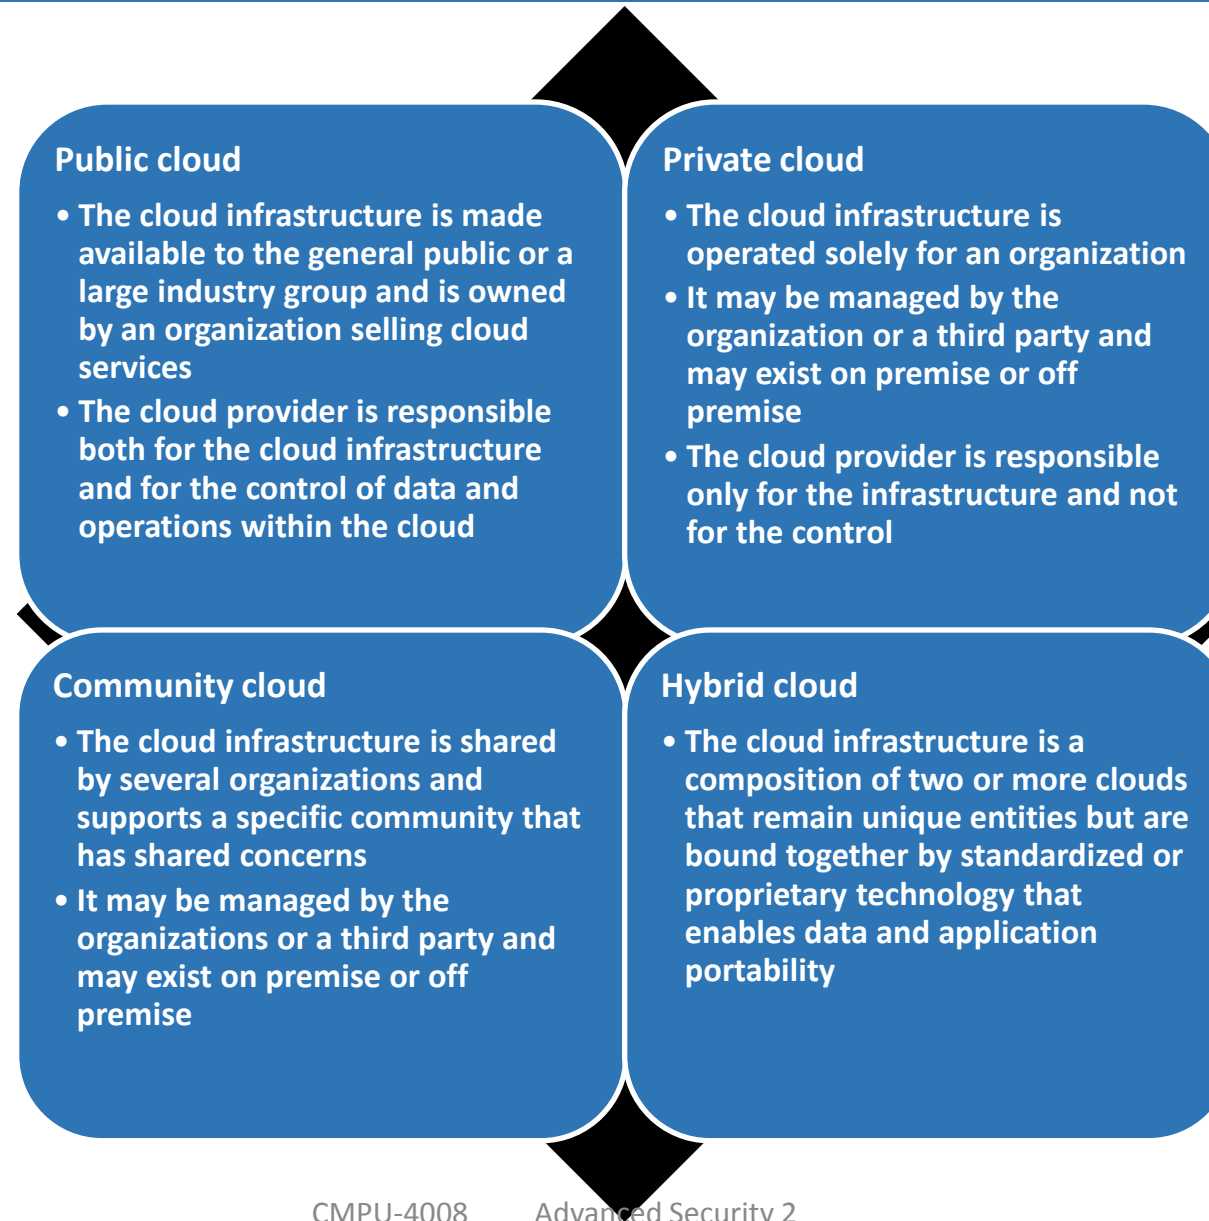 Public cloud
• The cloud infrastructure is made
available to the general public or a
large industry group and is owned
by an organization selling cloud
services
• The cloud provider is responsible
both for the cloud infrastructure
and for the control of data and
operations within the cloud
Private cloud
• The cloud infrastructure is
operated solely for an organization
• It may be managed by the
organization or a third party and
may exist on premise or off
premise
• The cloud provider is responsible
only for the infrastructure and not
for the control
Community cloud
• The cloud infrastructure is shared
by several organizations and
supports a specific community that
has shared concerns
• It may be managed by the
organizations or a third party and
may exist on premise or off
premise
Hybrid cloud
• The cloud infrastructure is a
composition of two or more clouds
that remain unique entities but are
bound together by standardized or
proprietary technology that
enables data and application
portability
CMPU-4008 Advanced Security 2